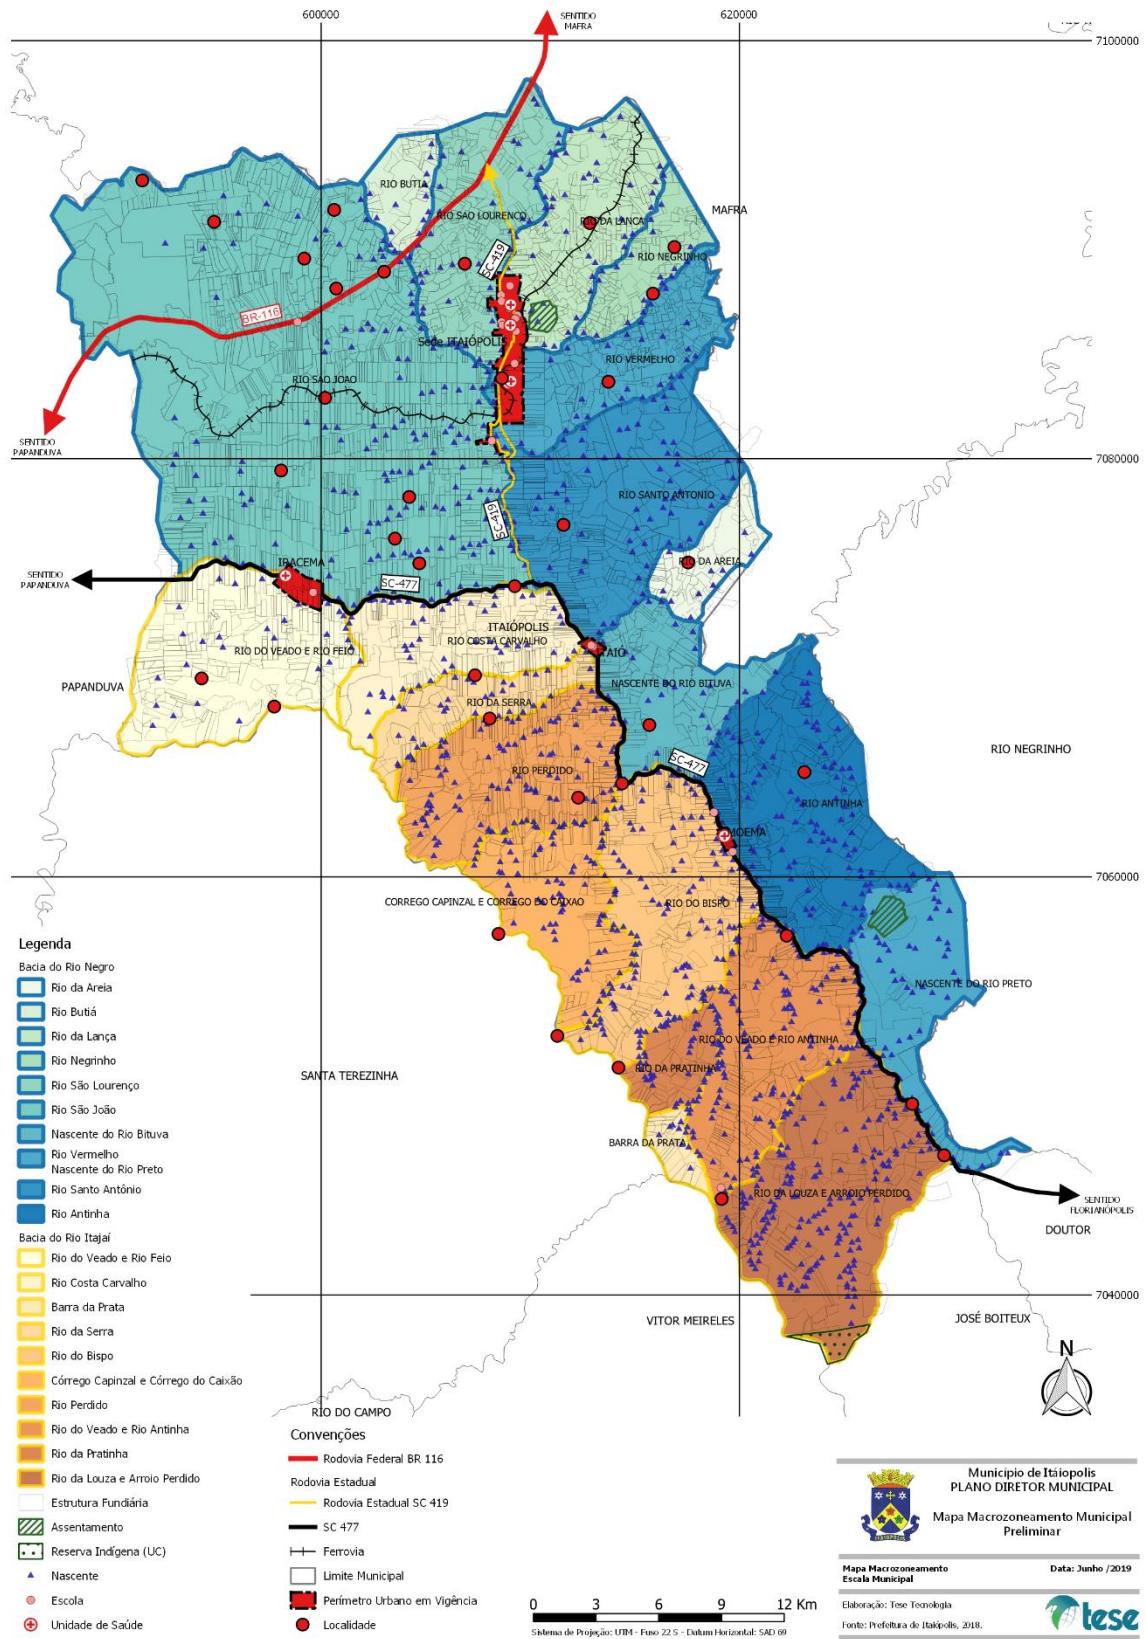 600000
620000
SENTIDO
MAFRA
7100000
RIO BUTIA
RIO SAO LOURENCO
RIO DA LANCA
MAFRA
RIO NEGRINHO
SC-419
BR-116
Sede ITAIÓPOLIS
RIO VERMELHO
RIO SAO JOAO
SENTIDO
PAPANDUVA
7080000
RIO SANTO ANTONIO
SC-419
RIO DA AREIA
IRACEMA
SENTIDO
PAPANDUVA
SC-477
ITAIÓPOLIS
RIO COSTA CARVALHO
RIO DO VEADO E RIO FEIO
ITAIÓ
PAPANDUVA
NASCENTE DO RIO BITUVA
RIO DA SERRA
RIO NEGRINHO
SC-477
RIO PERDIDO
RIO ANTINHA
MOEMA
7060000
CORREGO CAPINZAL E CORREGO DO CAIXAO
RIO DO BISPO
NASCENTE DO RIO PRETO
RIO DO VEADO E RIO ANTINHA
RIO DA PRATINHA
SANTA TEREZINHA
BARRA DA PRATA
RIO DA LOUZA E ARROIO PERDIDO
SENTIDO
FLORIANÓPOLIS
DOUTOR
7040000
VITOR MEIRELES
JOSÉ BOITEUX
N
RIO DO CAMPO
Legenda
Bacia do Rio Negro
Rio da Areia
Rio Butiá
Rio da Lança
Rio Negrinho
Rio São Lourenço
Rio São João
Nascente do Rio Bituva
Rio Vermelho
Nascente do Rio Preto
Rio Santo Antônio
Rio Antinha
Bacia do Rio Itajaí
Rio do Veado e Rio Feio
Rio Costa Carvalho
Barra da Prata
Rio da Serra
Rio do Bispo
Córrego Capinzal e Córrego do Caixão
Rio Perdido
Rio do Veado e Rio Antinha
Rio da Pratinha
Rio da Louza e Arroio Perdido
Estrutura Fundiária
Assentamento
Reserva Indígena (UC)
Nascente
Escola
Unidade de Saúde
Convenções
Rodovia Federal BR 116
Rodovia Estadual
Rodovia Estadual SC 419
SC 477
Ferrovia
Limite Municipal
Perímetro Urbano em Vigência
Localidade
0 3 6 9 12 Km
Sistema de Projeção: UTM - Fuso 22 S - Datum Horizontal: SAD 69
Município de Itáiopolis
PLANO DIRETOR MUNICIPAL
Mapa Macrozoneamento Municipal
Preliminar
Mapa Macrozoneamento
Escala Municipal
Data: Junho /2019
Elaboração: Tese Tecnologia
Fonte: Prefeitura de Itaiópolis, 2018.
tese